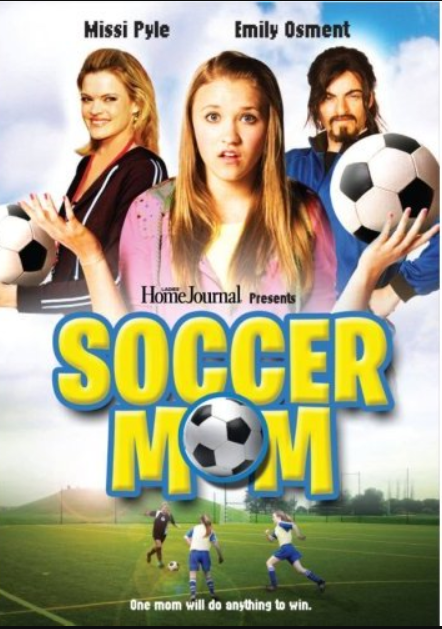 Missi Pyle Emily Osment
LADIES'
Home Journal Presents
SOCCER
MOM
One mom will do anything to win.